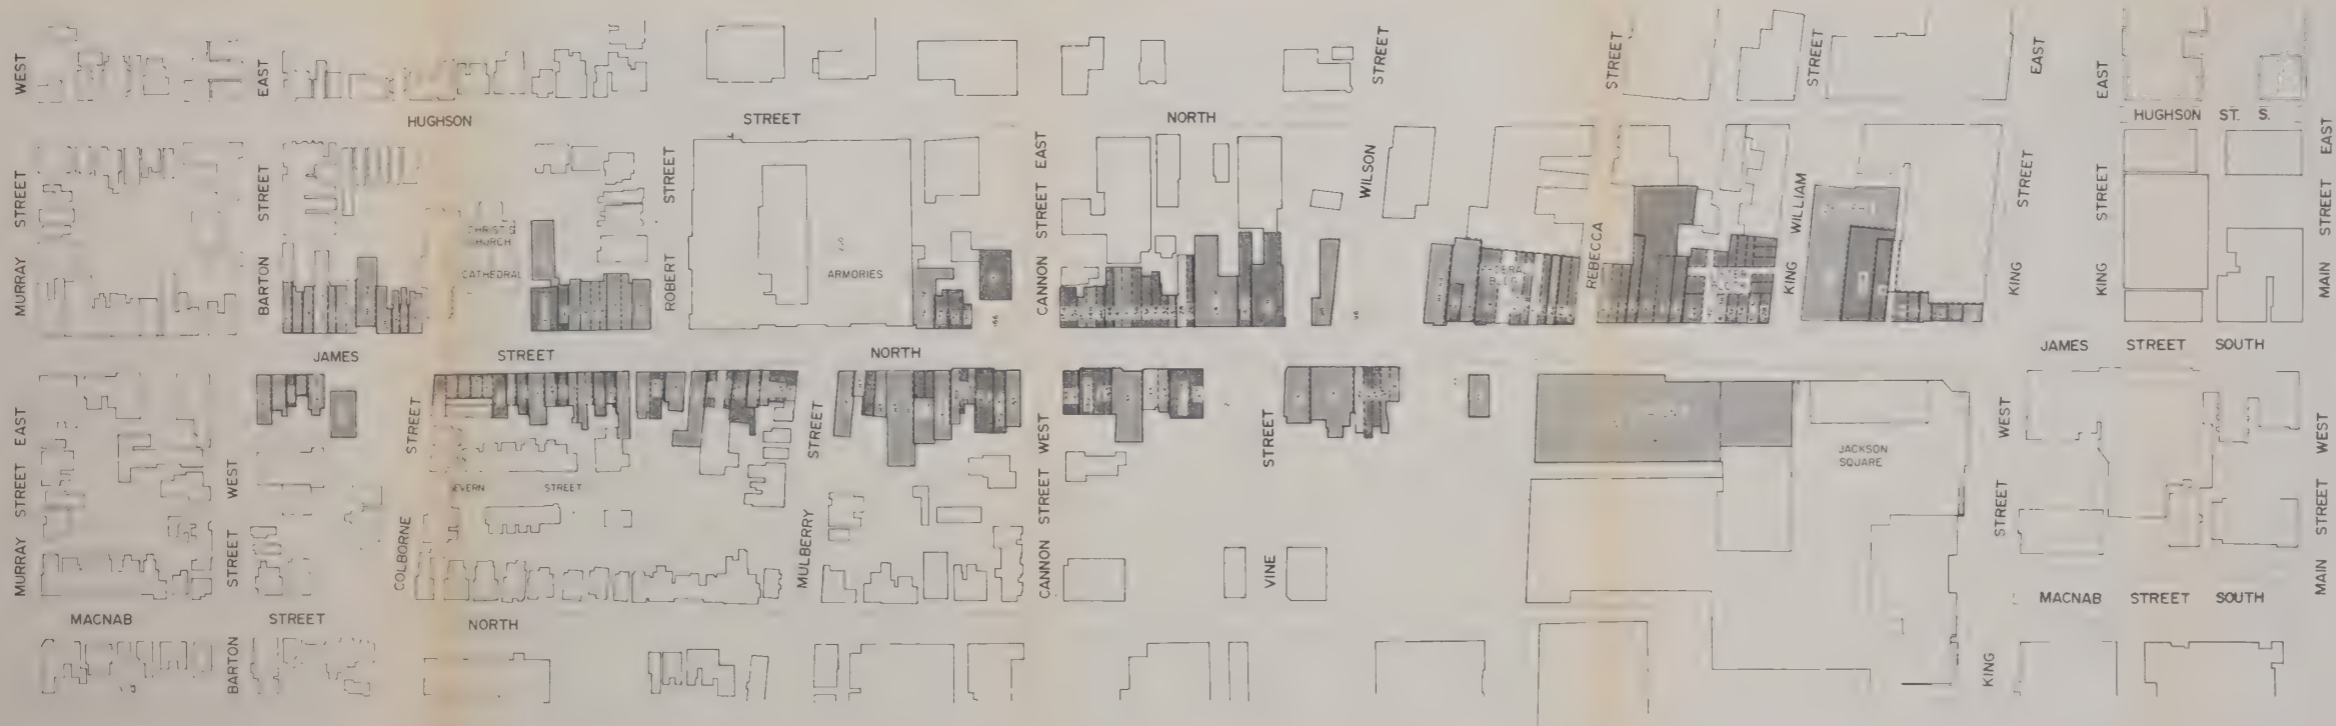 HUGHSON STREET NORTH
HUGHSON ST. S.
WEST
EAST
STREET
STREET
STREET
EAST
EAST
MURRAY STREET
BARTON STREET
CHRIST'S
CHURCH
CATHEDRAL
ROBERT STREET
ARMORIES
166
CANNON STREET EAST
WILSON
REBECCA
FEDERAL
BLDG
KING WILLIAM
KING STREET
KING STREET
MAIN STREET EAST
JAMES STREET NORTH
JAMES STREET SOUTH
MURRAY STREET EAST
BARTON STREET WEST
COLBORNE STREET
STREET
MULBERRY STREET
CANNON STREET WEST
VINE STREET
JACKSON
SQUARE
KING STREET WEST
MAIN STREET WEST
MACNAB STREET NORTH
MACNAB STREET SOUTH